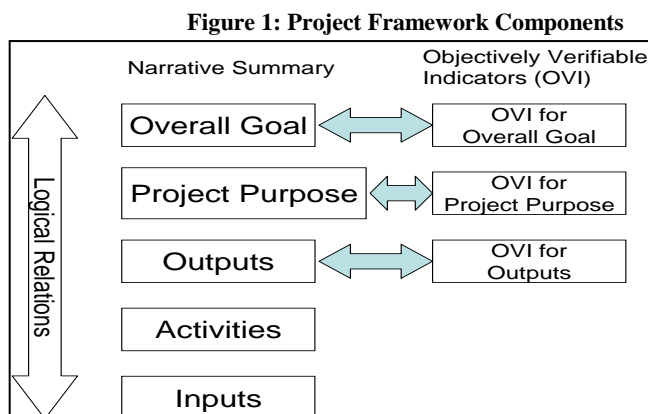 Figure 1: Project Framework Components
Narrative Summary
Objectively Verifiable
Indicators (OVI)
Logical Relations
Overall Goal
OVI for
Overall Goal
Project Purpose
OVI for
Project Purpose
Outputs
OVI for
Outputs
Activities
Inputs